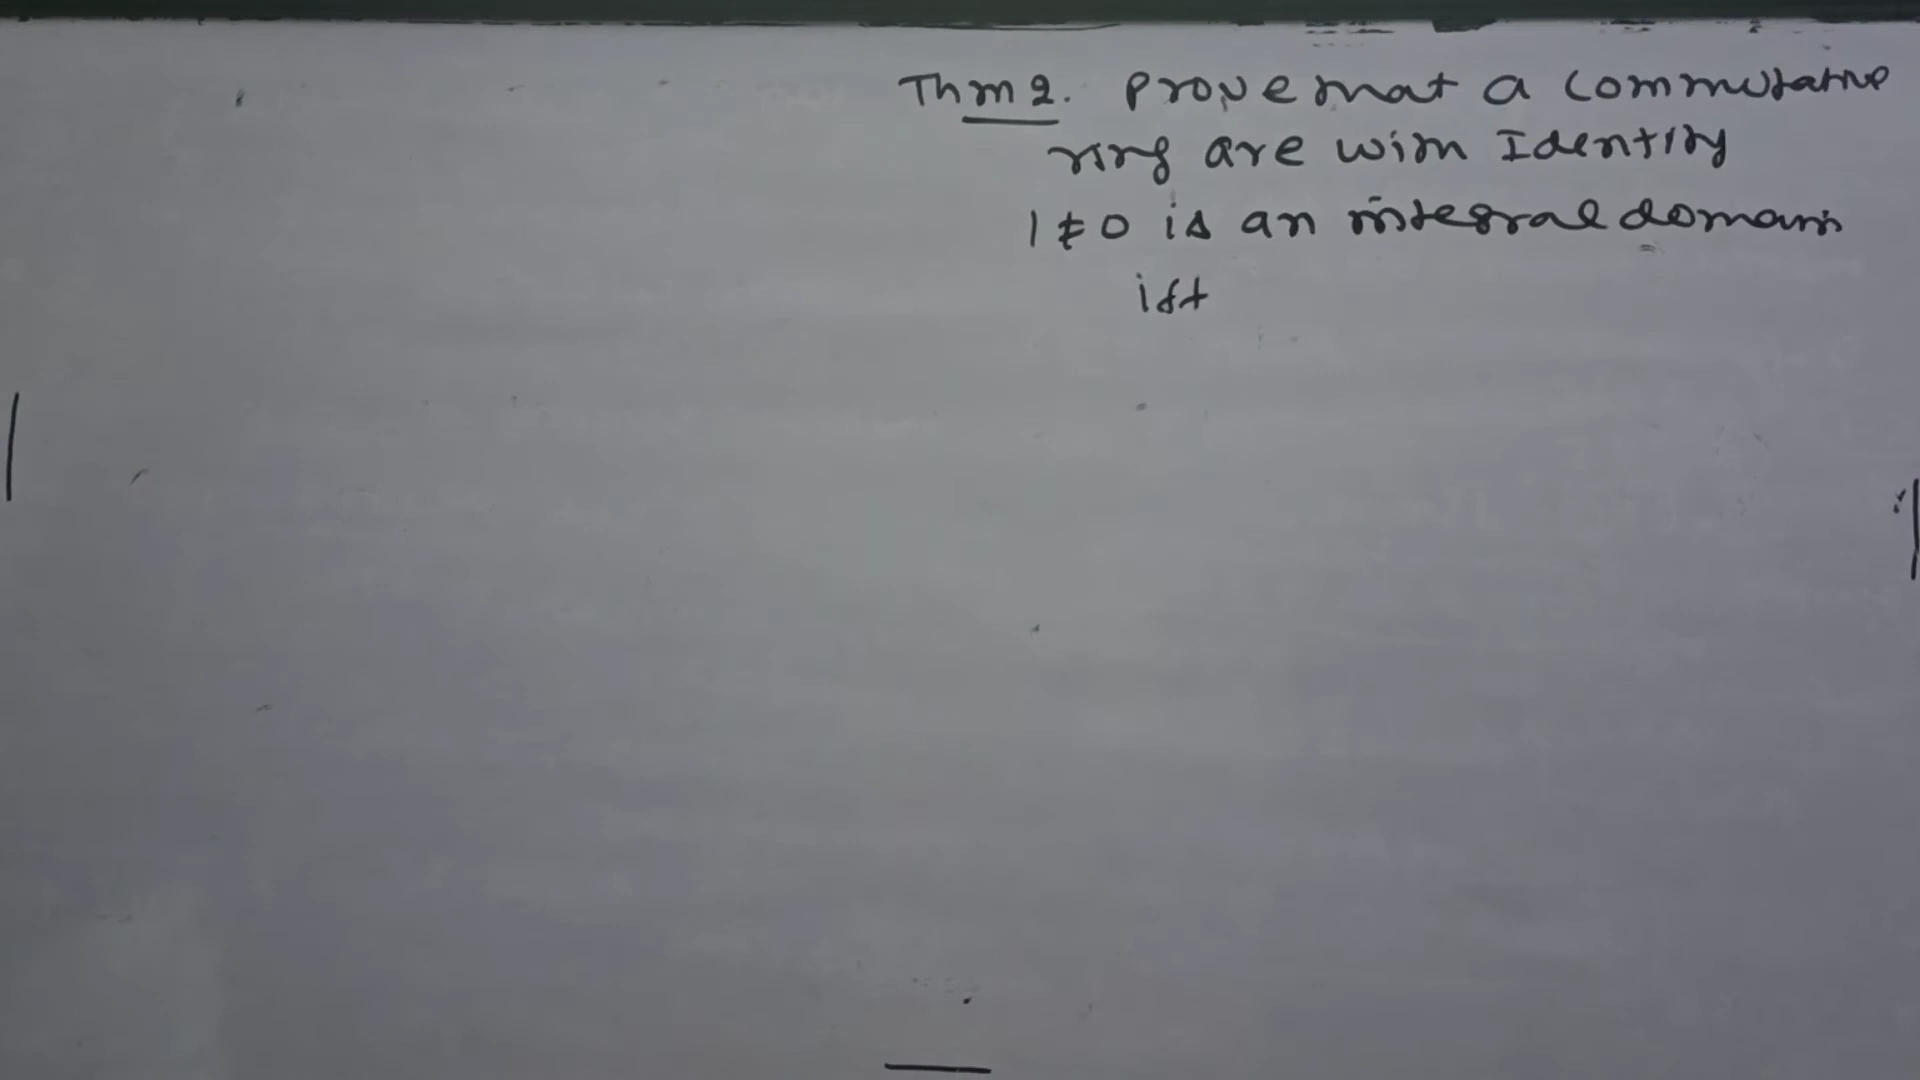 Thm 2. Prove that a commutative
ring are with Identity
1 ≠ 0 is an integral domain
iff